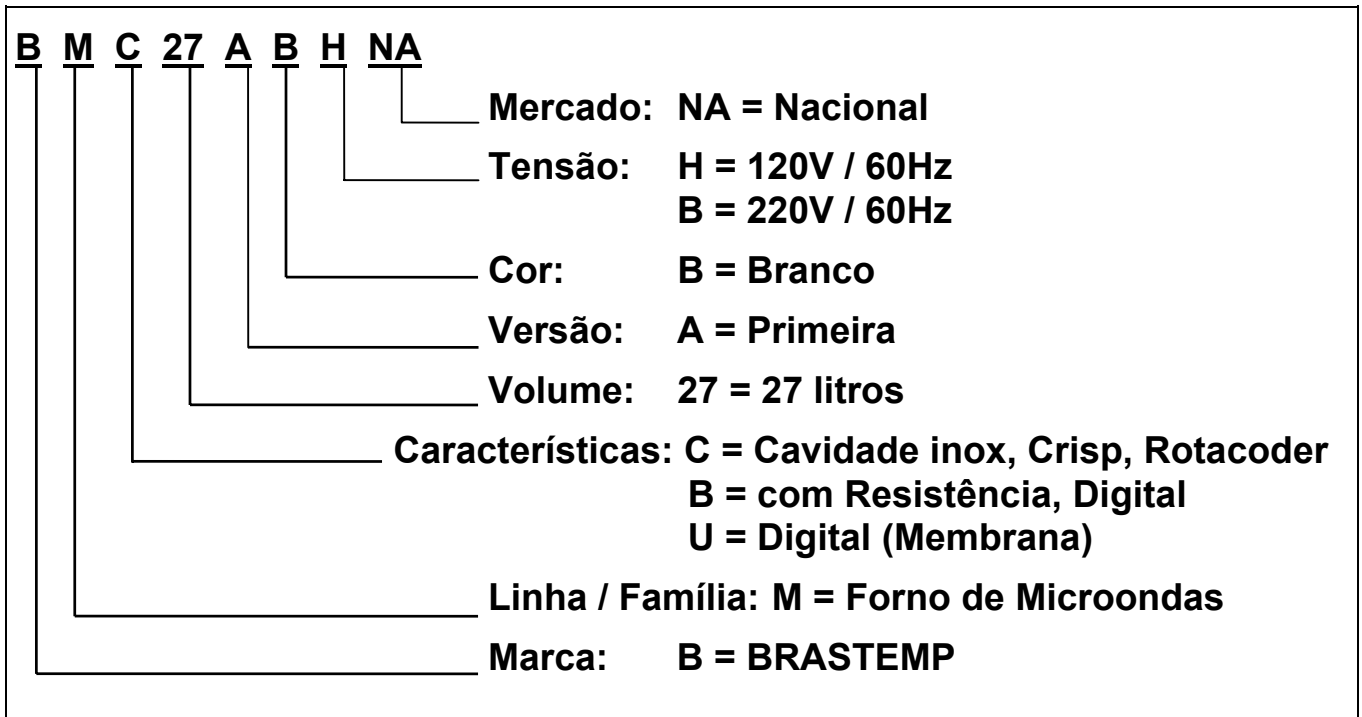 B M C 27 A B H NA
Mercado: NA = Nacional
Tensão: H = 120V / 60Hz
B = 220V / 60Hz
Cor: B = Branco
Versão: A = Primeira
Volume: 27 = 27 litros
Características: C = Cavidade inox, Crisp, Rotacoder
B = com Resistência, Digital
U = Digital (Membrana)
Linha / Família: M = Forno de Microondas
Marca: B = BRASTEMP